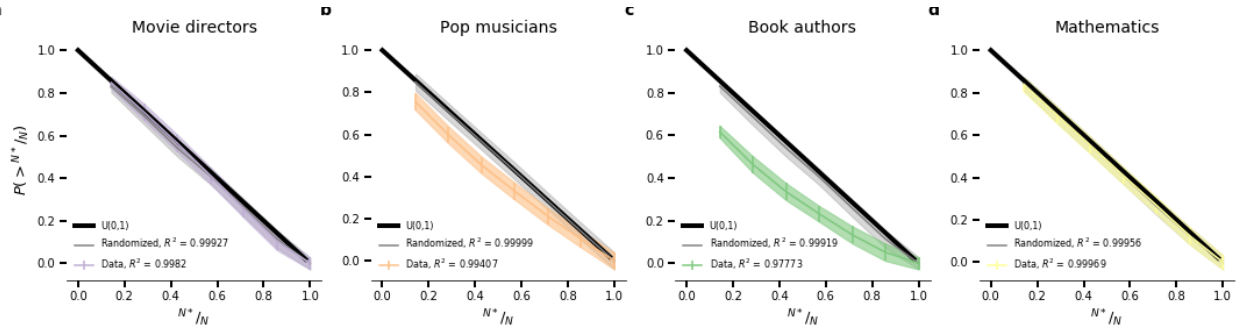 b c d
Movie directors Pop musicians Book authors Mathematics
P(> N*/N)
1.0 0.8 0.6 0.4 0.2 0.0
U(0,1)
Randomized, R² = 0.99927
Data, R² = 0.9982
0.0 0.2 0.4 0.6 0.8 1.0
N*/N
1.0 0.8 0.6 0.4 0.2 0.0
U(0,1)
Randomized, R² = 0.99999
Data, R² = 0.99407
0.0 0.2 0.4 0.6 0.8 1.0
N*/N
1.0 0.8 0.6 0.4 0.2 0.0
U(0,1)
Randomized, R² = 0.99919
Data, R² = 0.97773
0.0 0.2 0.4 0.6 0.8 1.0
N*/N
1.0 0.8 0.6 0.4 0.2 0.0
U(0,1)
Randomized, R² = 0.99956
Data, R² = 0.99969
0.0 0.2 0.4 0.6 0.8 1.0
N*/N